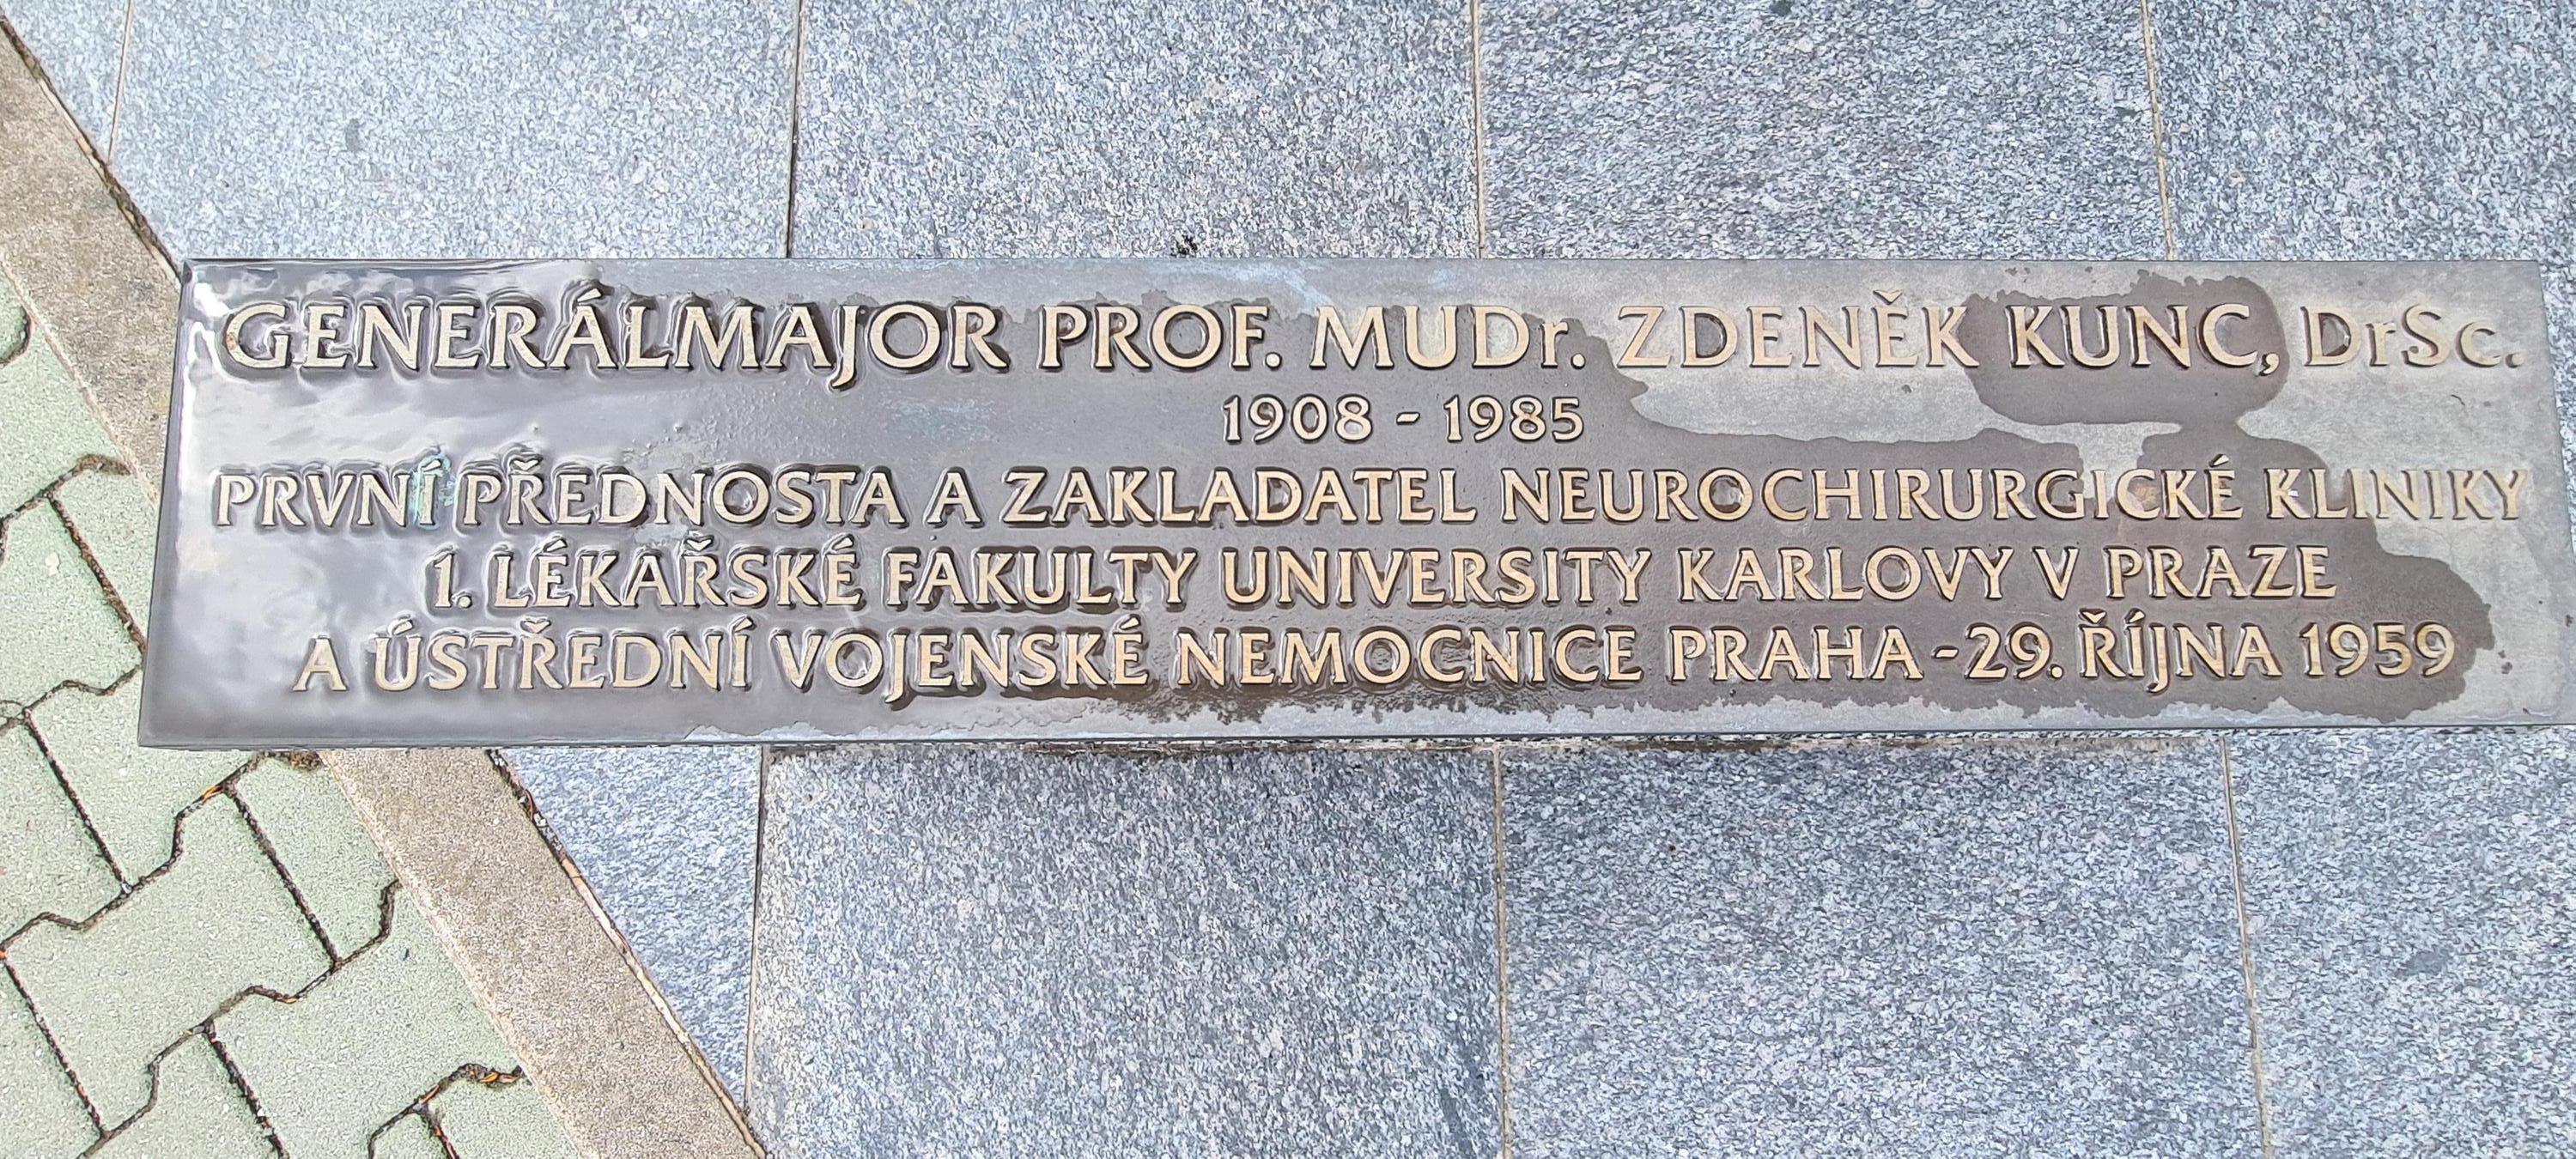 GENERÁLMAJOR PROF. MUDr. ZDENĚK KUNC, DrSc.
1908 - 1985
PRVNÍ PŘEDNOSTA A ZAKLADATEL NEUROCHIRURGICKÉ KLINIKY
1. LÉKAŘSKÉ FAKULTY UNIVERSITY KARLOVY V PRAZE
A ÚSTŘEDNÍ VOJENSKÉ NEMOCNICE PRAHA - 29. ŘÍJNA 1959